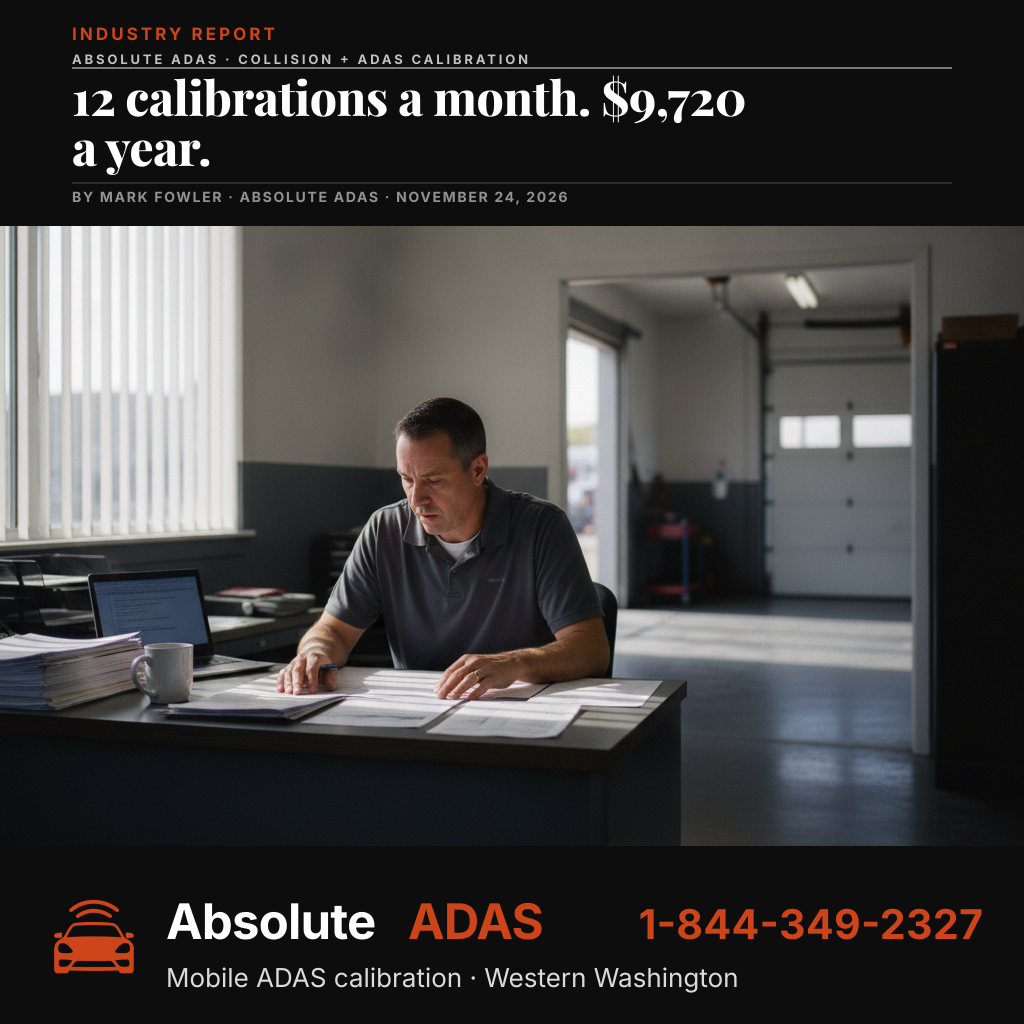 INDUSTRY REPORT
ABSOLUTE ADAS · COLLISION + ADAS CALIBRATION
12 calibrations a month. $9,720
a year.
BY MARK FOWLER · ABSOLUTE ADAS · NOVEMBER 24, 2026
Absolute ADAS
1-844-349-2327
Mobile ADAS calibration · Western Washington